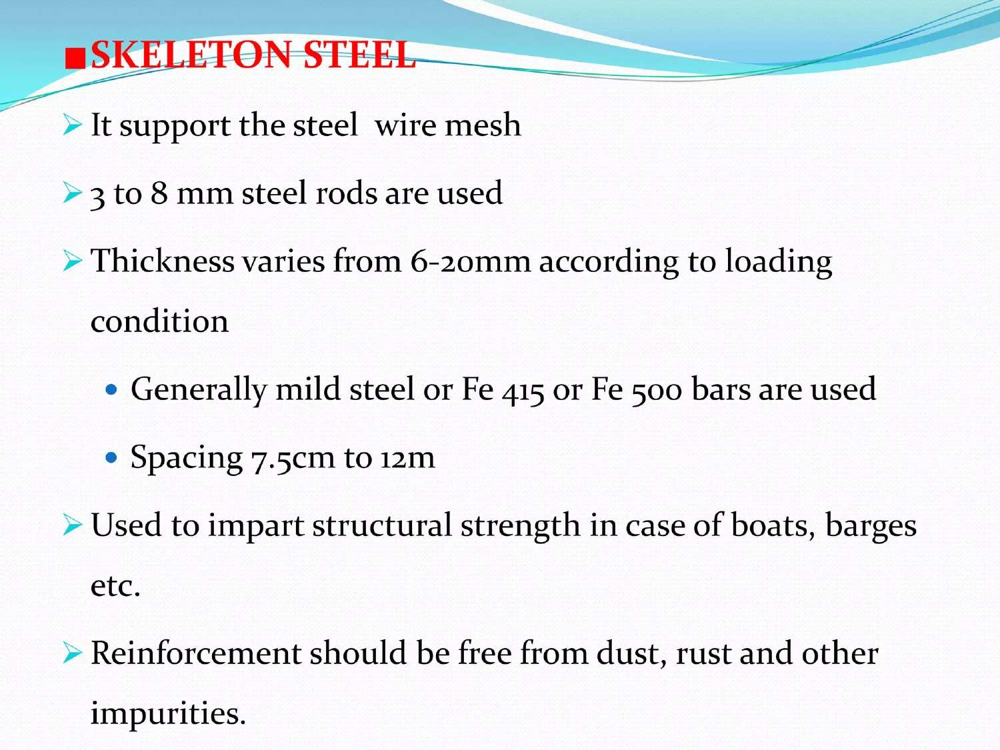 SKELETON STEEL
It support the steel wire mesh
3 to 8 mm steel rods are used
Thickness varies from 6-20mm according to loading
condition
Generally mild steel or Fe 415 or Fe 500 bars are used
Spacing 7.5cm to 12m
Used to impart structural strength in case of boats, barges
etc.
Reinforcement should be free from dust, rust and other
impurities.